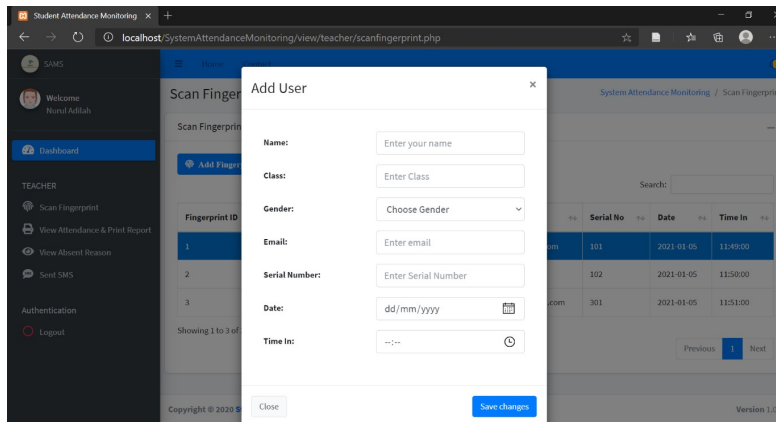 Student Attendance Monitoring
localhost/SystemAttendanceMonitoring/view/teacher/scanfingerprint.php
SAMS
Home
Contact
Welcome
Nurul Adilah
Dashboard
TEACHER
Scan Fingerprint
View Attendance & Print Report
View Absent Reason
Sent SMS
Authentication
Logout
Scan Finger
System Attendance Monitoring / Scan Fingerpri
Scan Fingerprin
Add Finger
Search:
Fingerprint ID Serial No Date Time In
1 om 101 2021-01-05 11:49:00
2 102 2021-01-05 11:50:00
3 .com 301 2021-01-05 11:51:00
Showing 1 to 3 of
Previous 1 Next
Copyright © 2020 S
Version 1.0
Add User ×
Name: Enter your name
Class: Enter Class
Gender: Choose Gender
Email: Enter email
Serial Number: Enter Serial Number
Date: dd/mm/yyyy
Time In: --:--
Close Save changes